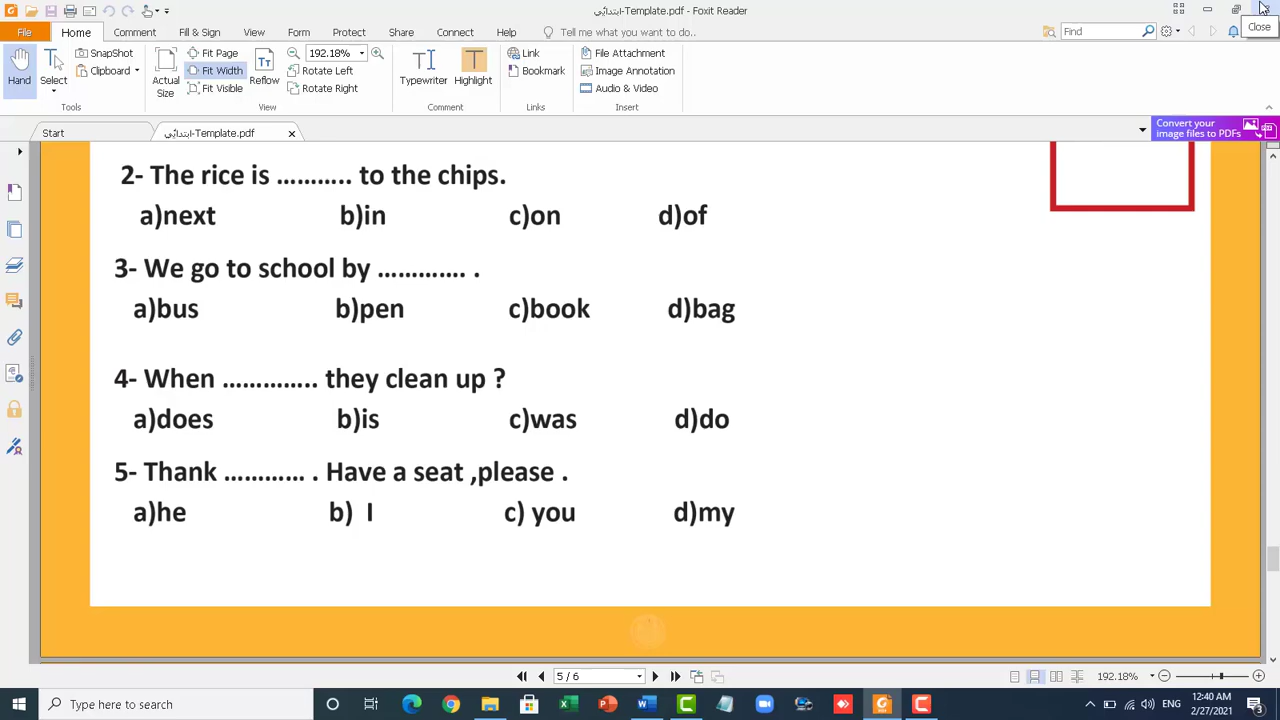 ابتدائي-Template.pdf - Foxit Reader
Close
File Home Comment Fill & Sign View Form Protect Share Connect Help Tell me what you want to do.. Find
SnapShot Fit Page 192.18% Link File Attachment
Hand Select Clipboard Actual Size Fit Width Reflow Rotate Left Typewriter Highlight Bookmark Image Annotation
Fit Visible Rotate Right Audio & Video
Tools View Comment Links Insert
Start ابتدائي-Template.pdf
Convert your
image files to PDFs
2- The rice is ……….. to the chips.
a)next b)in c)on d)of
3- We go to school by …………. .
a)bus b)pen c)book d)bag
4- When ………….. they clean up ?
a)does b)is c)was d)do
5- Thank ………… . Have a seat ,please .
a)he b) I c) you d)my
5 / 6 192.18%
Type here to search
ENG
12:40 AM
2/27/2021
3